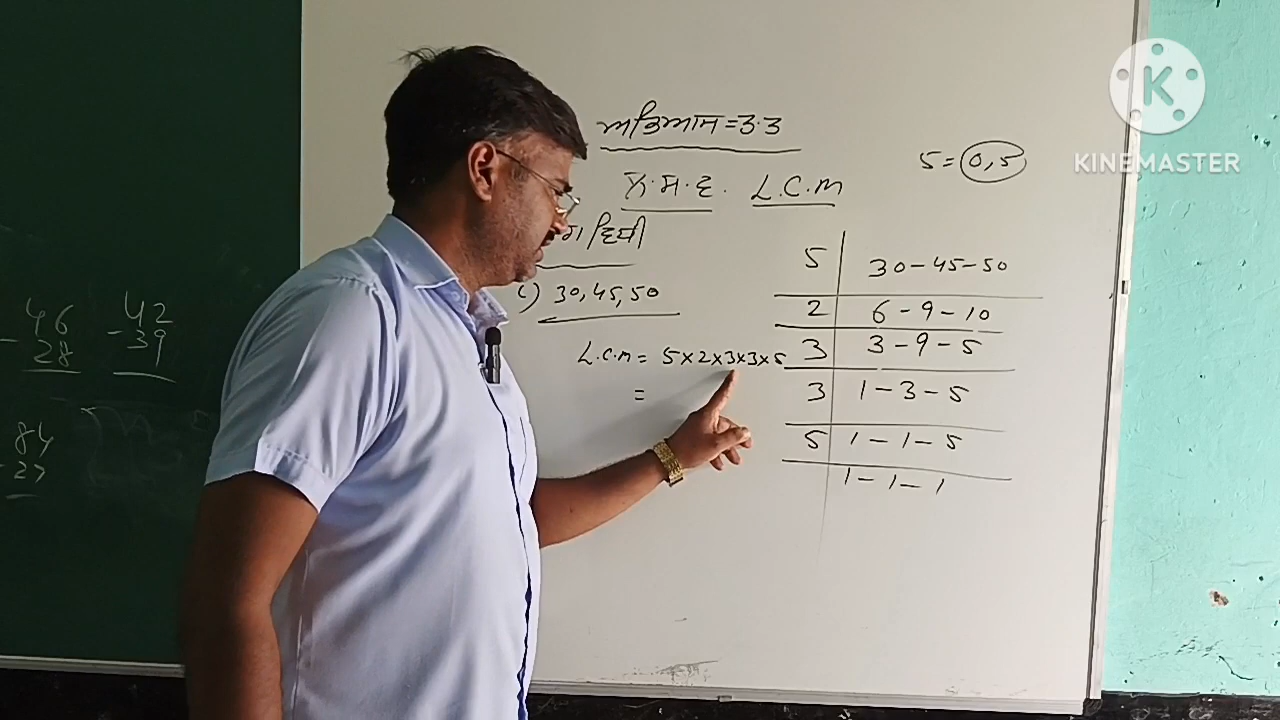 ਅਭਿਆਸ = 3.3
5 = 0, 5
ਲ.ਸ.ਵ. L.C.M
ਵਿਧੀ
30, 45, 50
L.C.M = 5×2×3×3×5
=
5 | 30 - 45 - 50
2 | 6 - 9 - 10
3 | 3 - 9 - 5
3 | 1 - 3 - 5
5 | 1 - 1 - 5
1 - 1 - 1
46
- 28
42
- 39
84
- 27
KINEMASTER